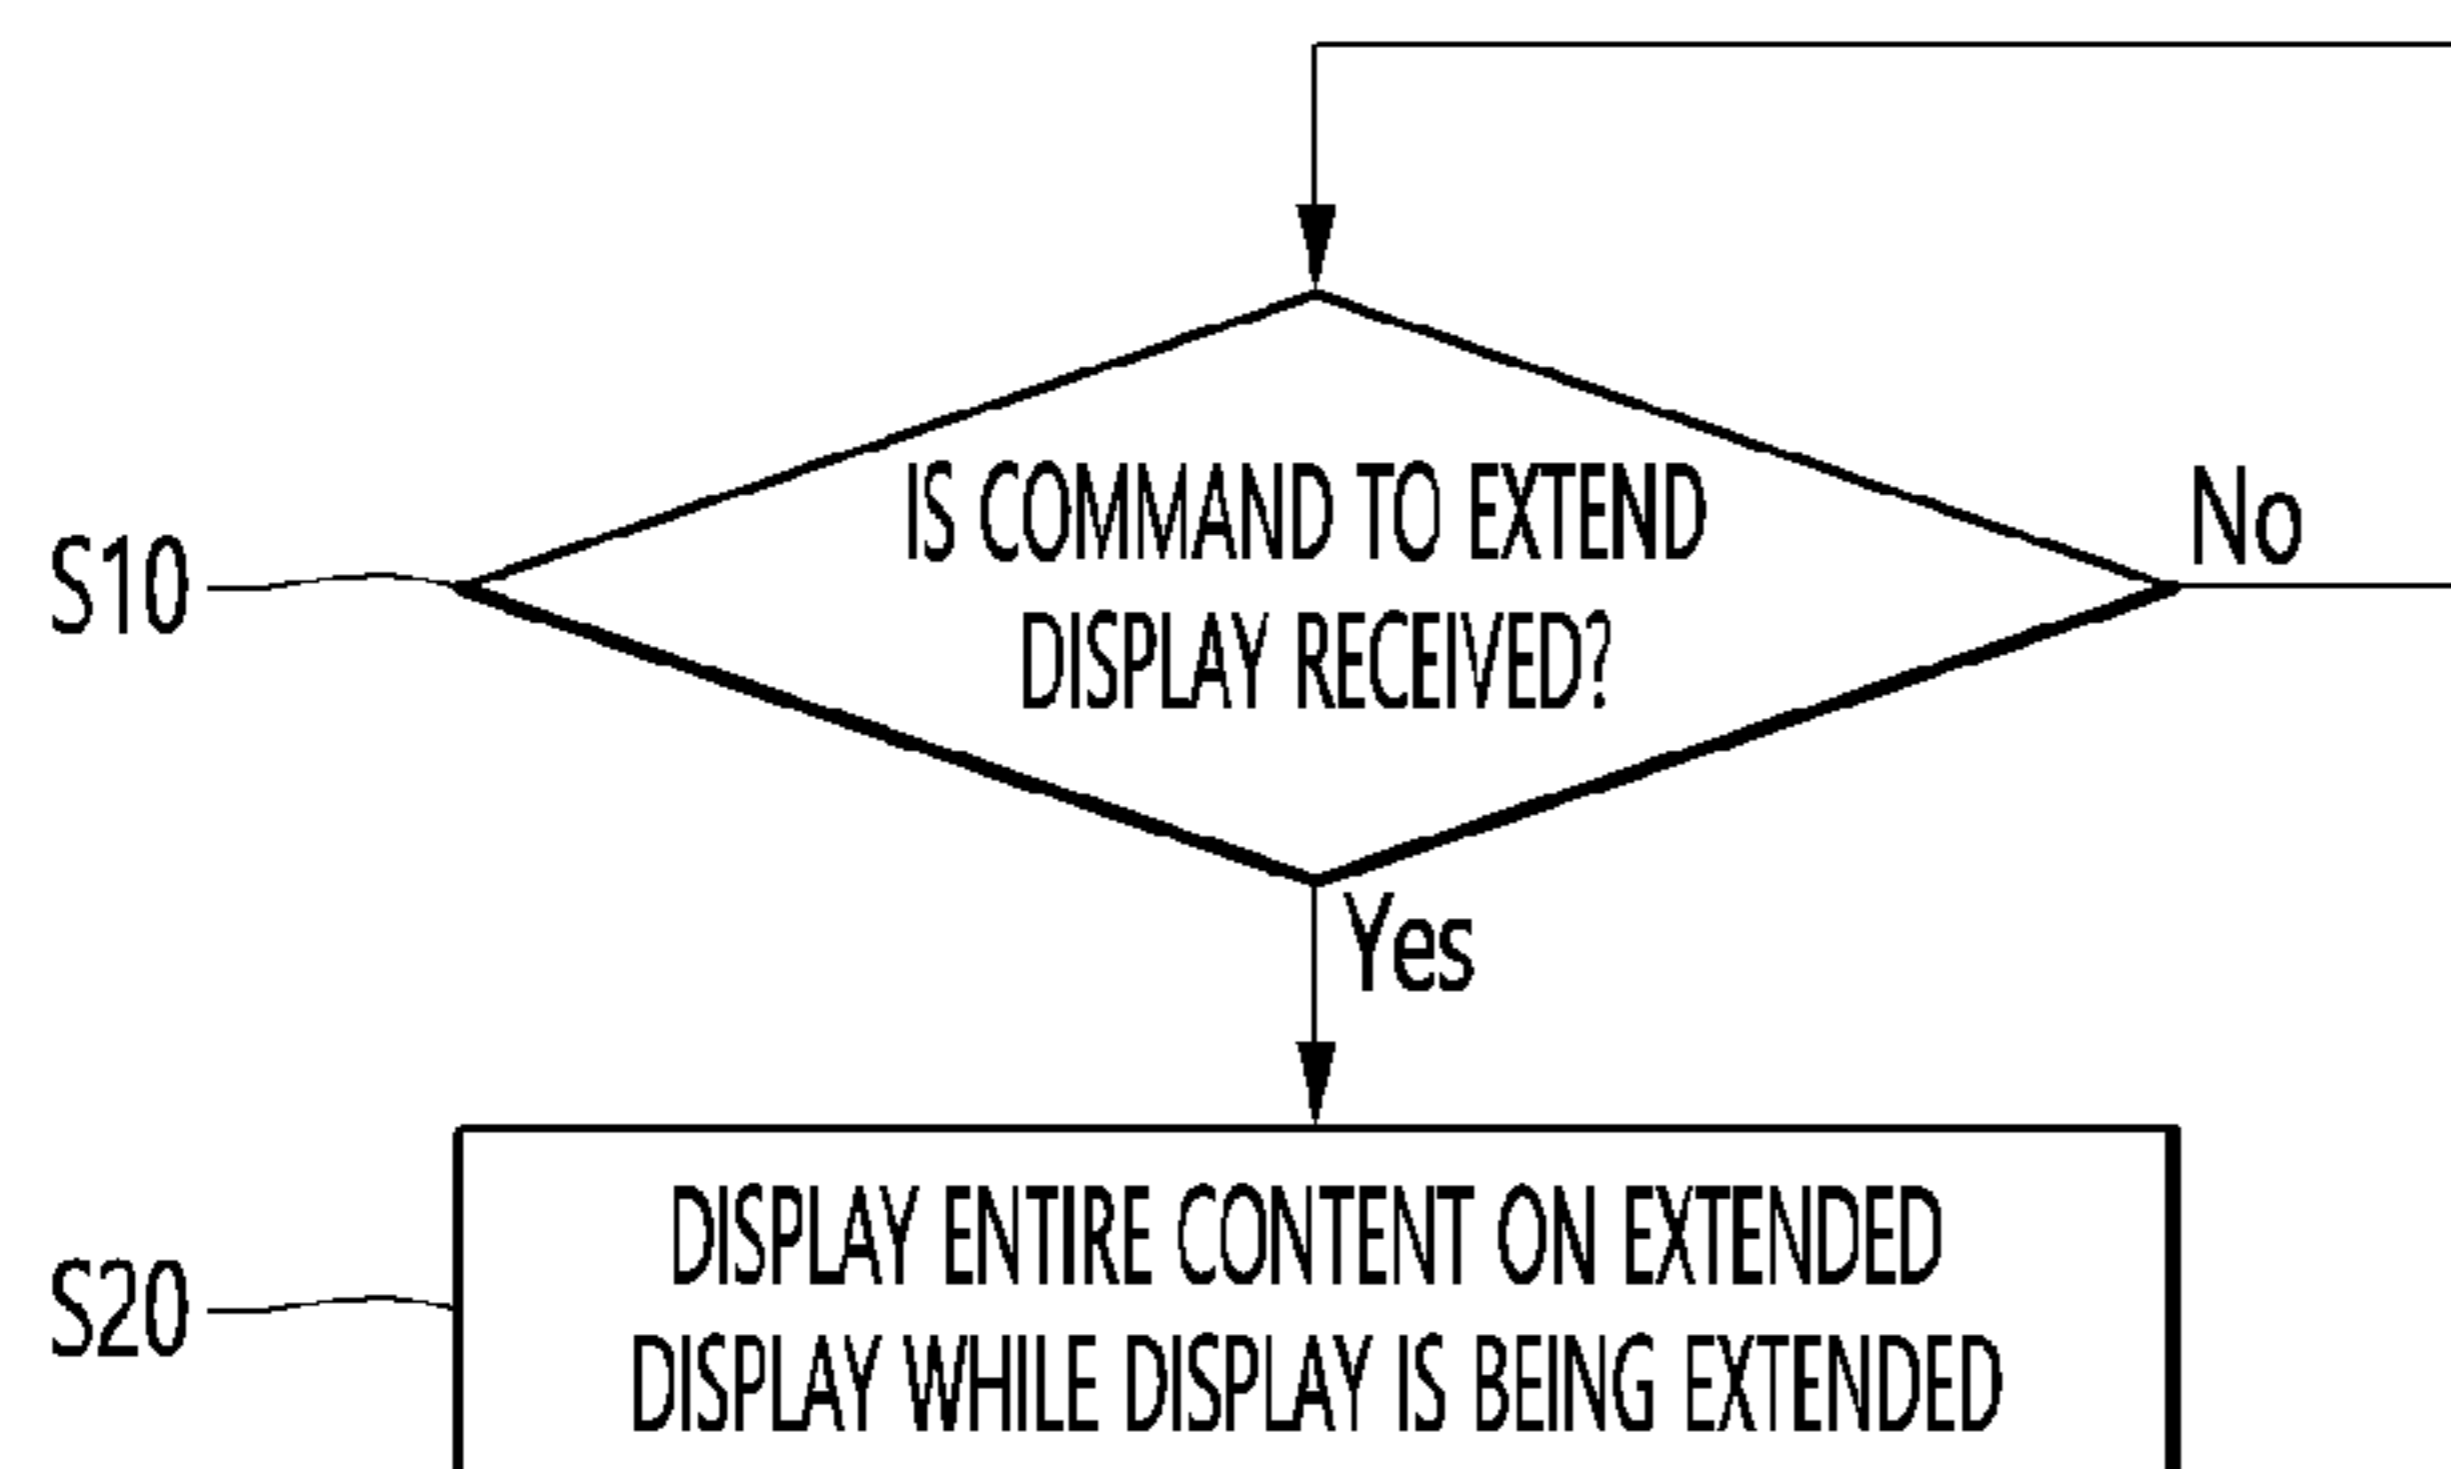 IS COMMAND TO EXTEND
DISPLAY RECEIVED?
No
S10
Yes
DISPLAY ENTIRE CONTENT ON EXTENDED
S20
DISPLAY WHILE DISPLAY IS BEING EXTENDED